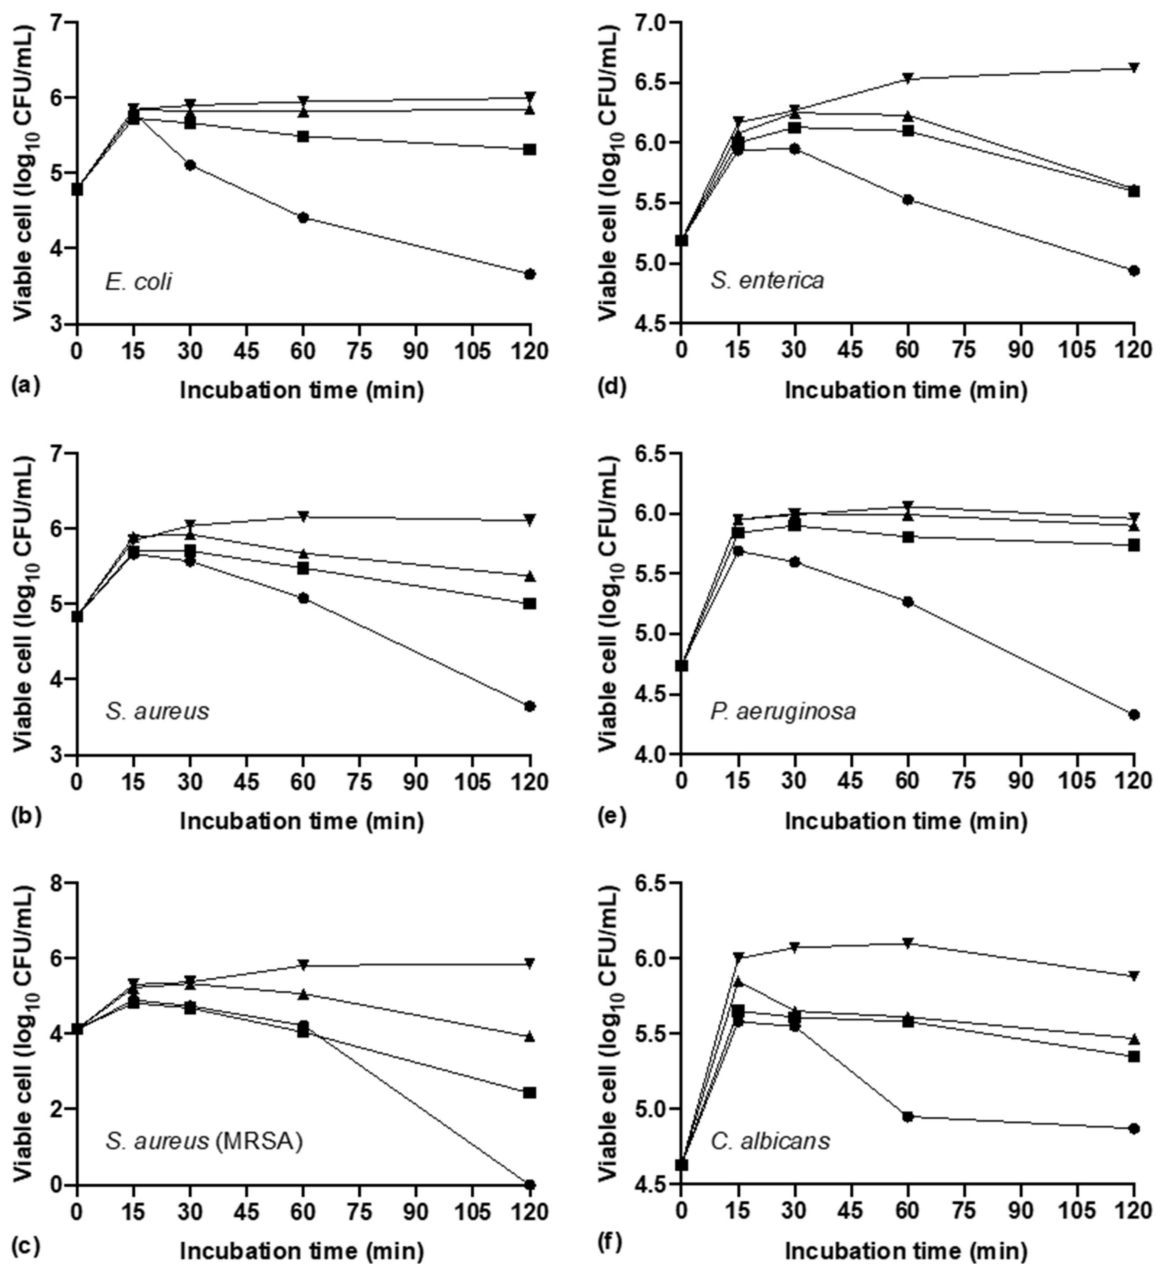 Viable cell (log10 CFU/mL)
7
6
5
4
3
E. coli
0 15 30 45 60 75 90 105 120
(a)
Incubation time (min)
Viable cell (log10 CFU/mL)
7.0
6.5
6.0
5.5
5.0
4.5
S. enterica
0 15 30 45 60 75 90 105 120
(d)
Incubation time (min)
Viable cell (log10 CFU/mL)
7
6
5
4
3
S. aureus
0 15 30 45 60 75 90 105 120
(b)
Incubation time (min)
Viable cell (log10 CFU/mL)
6.5
6.0
5.5
5.0
4.5
4.0
P. aeruginosa
0 15 30 45 60 75 90 105 120
(e)
Incubation time (min)
Viable cell (log10 CFU/mL)
8
6
4
2
0
S. aureus (MRSA)
0 15 30 45 60 75 90 105 120
(c)
Incubation time (min)
Viable cell (log10 CFU/mL)
6.5
6.0
5.5
5.0
4.5
C. albicans
0 15 30 45 60 75 90 105 120
(f)
Incubation time (min)